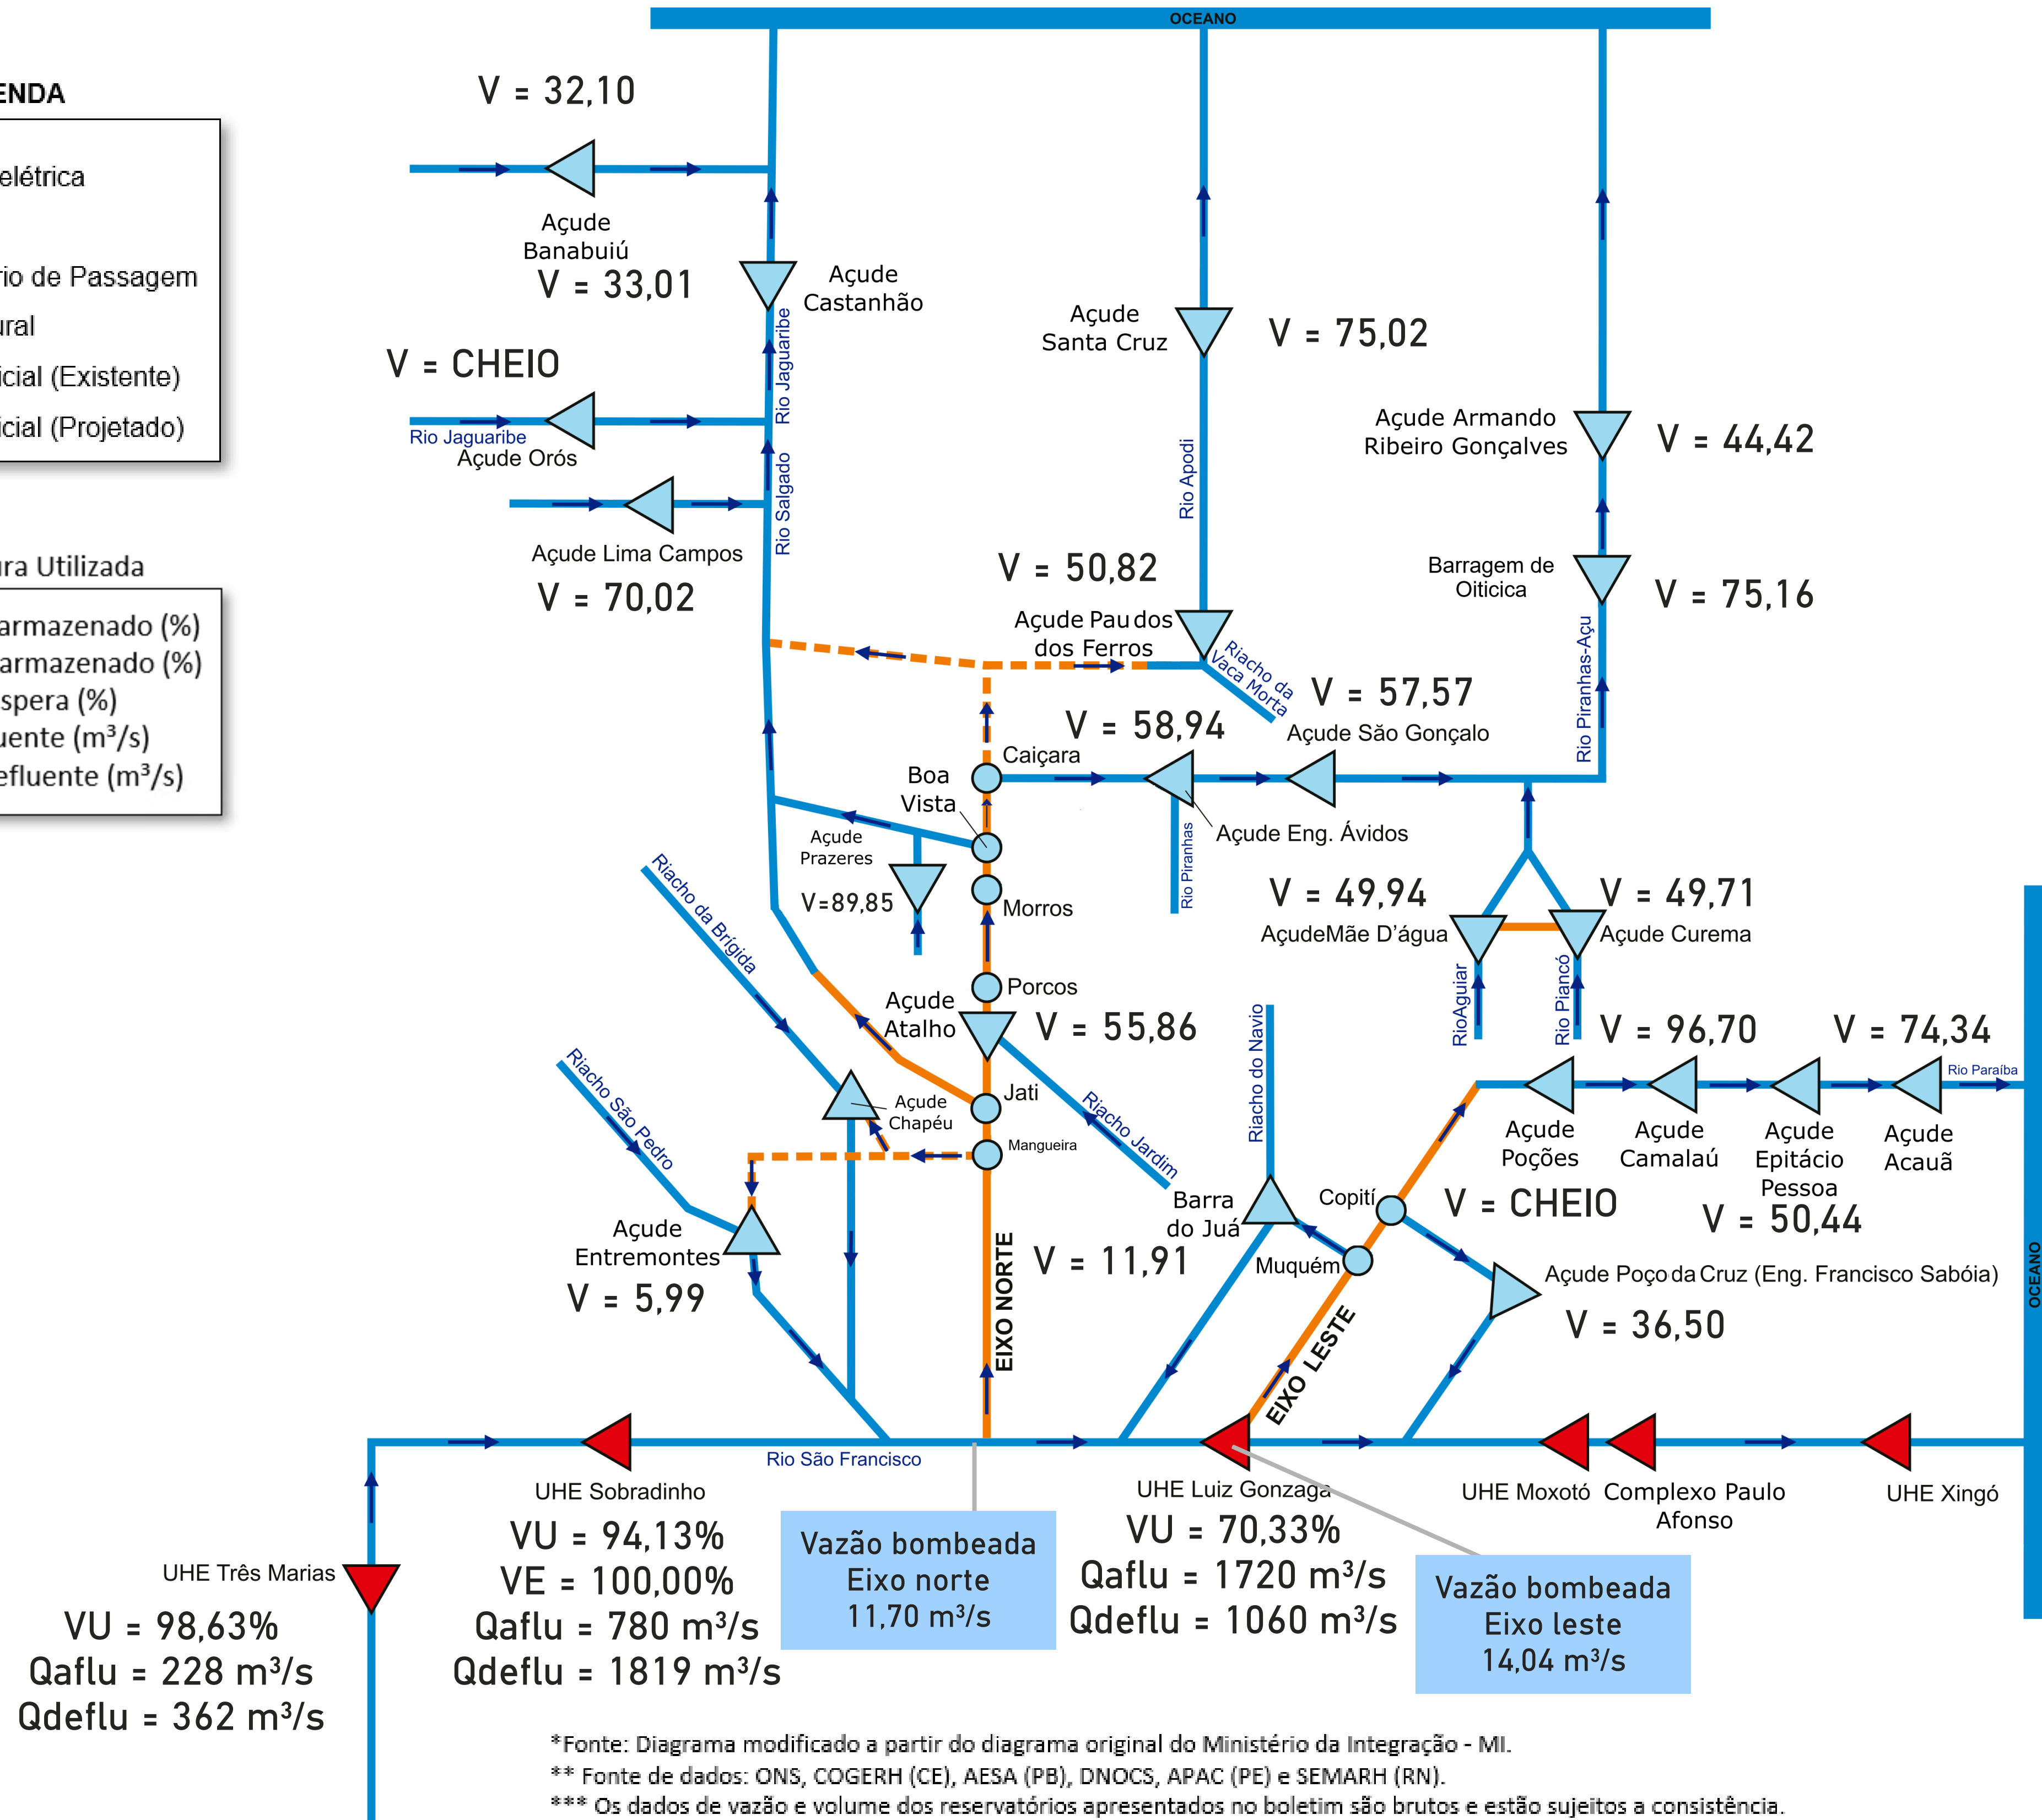 OCEANO
ENDA
elétrica
rio de Passagem
ural
icial (Existente)
icial (Projetado)
ura Utilizada
armazenado (%)
armazenado (%)
spera (%)
uente (m³/s)
efluente (m³/s)
V = 32,10
Açude
Banabuiú
V = 33,01
Açude
Castanhão
Rio Jaguaribe
V = CHEIO
Rio Jaguaribe
Açude Orós
Rio Salgado
Açude Lima Campos
V = 70,02
Açude
Santa Cruz
V = 75,02
Rio Apodi
Açude Armando
Ribeiro Gonçalves
V = 44,42
Barragem de
Oiticica
V = 75,16
Rio Piranhas-Açu
V = 50,82
Açude Pau dos
dos Ferros
Riacho da
Vaca Morta
V = 57,57
Açude São Gonçalo
V = 58,94
Caiçara
Boa
Vista
Açude Eng. Ávidos
Rio Piranhas
Açude
Prazeres
V=89,85
Morros
Riacho da Brígida
V = 49,94
AçudeMãe D'água
V = 49,71
Açude Curema
RioAguiar
Rio Piancó
Porcos
Açude
Atalho
V = 55,86
Riacho do Navio
V = 96,70
V = 74,34
Rio Paraíba
Riacho São Pedro
Açude
Chapéu
Jati
Mangueira
Riacho Jardim
Açude
Poções
Açude
Camalaú
Açude
Epitácio
Pessoa
V = 50,44
Açude
Acauã
Barra
do Juá
Copití
V = CHEIO
Açude
Entremontes
V = 5,99
EIXO NORTE
V = 11,91
Muquém
Açude Poço da Cruz (Eng. Francisco Sabóia)
V = 36,50
EIXO LESTE
OCEANO
Rio São Francisco
UHE Sobradinho
VU = 94,13%
VE = 100,00%
Qaflu = 780 m³/s
Qdeflu = 1819 m³/s
Vazão bombeada
Eixo norte
11,70 m³/s
UHE Luiz Gonzaga
VU = 70,33%
Qaflu = 1720 m³/s
Qdeflu = 1060 m³/s
Vazão bombeada
Eixo leste
14,04 m³/s
UHE Moxotó
Complexo Paulo
Afonso
UHE Xingó
UHE Três Marias
VU = 98,63%
Qaflu = 228 m³/s
Qdeflu = 362 m³/s
*Fonte: Diagrama modificado a partir do diagrama original do Ministério da Integração - MI.
** Fonte de dados: ONS, COGERH (CE), AESA (PB), DNOCS, APAC (PE) e SEMARH (RN).
*** Os dados de vazão e volume dos reservatórios apresentados no boletim são brutos e estão sujeitos a consistência.